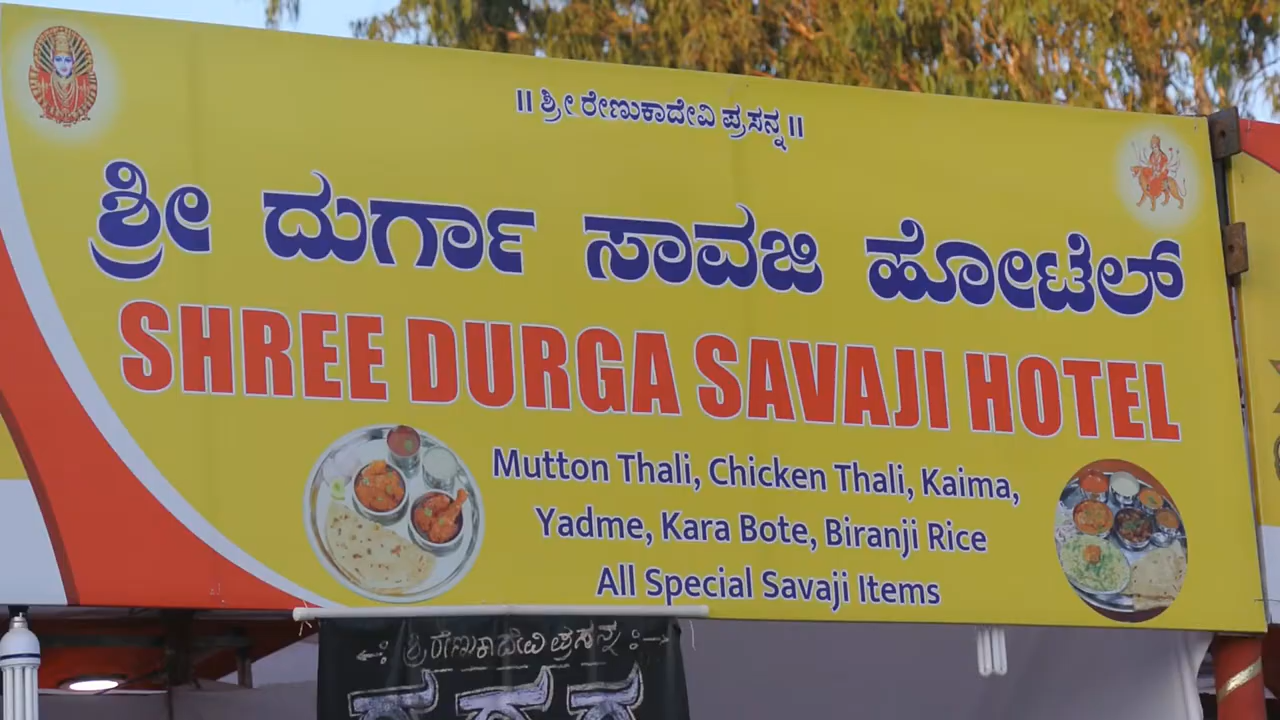 ॥ ಶ್ರೀ ರೇಣುಕಾದೇವಿ ಪ್ರಸನ್ನ ॥
ಶ್ರೀ ದುರ್ಗಾ ಸಾವಜಿ ಹೋಟೆಲ್
SHREE DURGA SAVAJI HOTEL
Mutton Thali, Chicken Thali, Kaima,
Yadme, Kara Bote, Biranji Rice
All Special Savaji Items
ಶ್ರೀ ರೇಣುಕಾದೇವಿ ಪ್ರಸನ್ನ